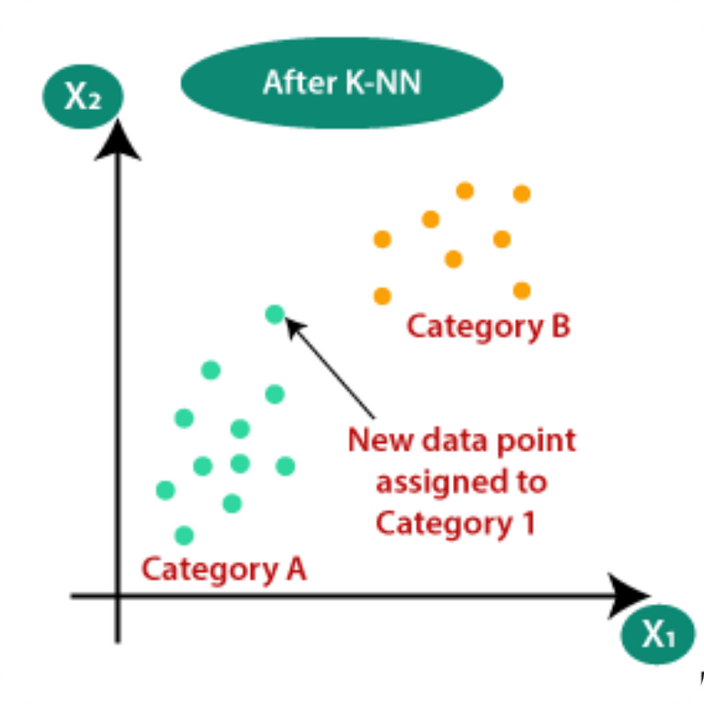 After K-NN
X₂
Category B
New data point
assigned to
Category 1
Category A
X₁